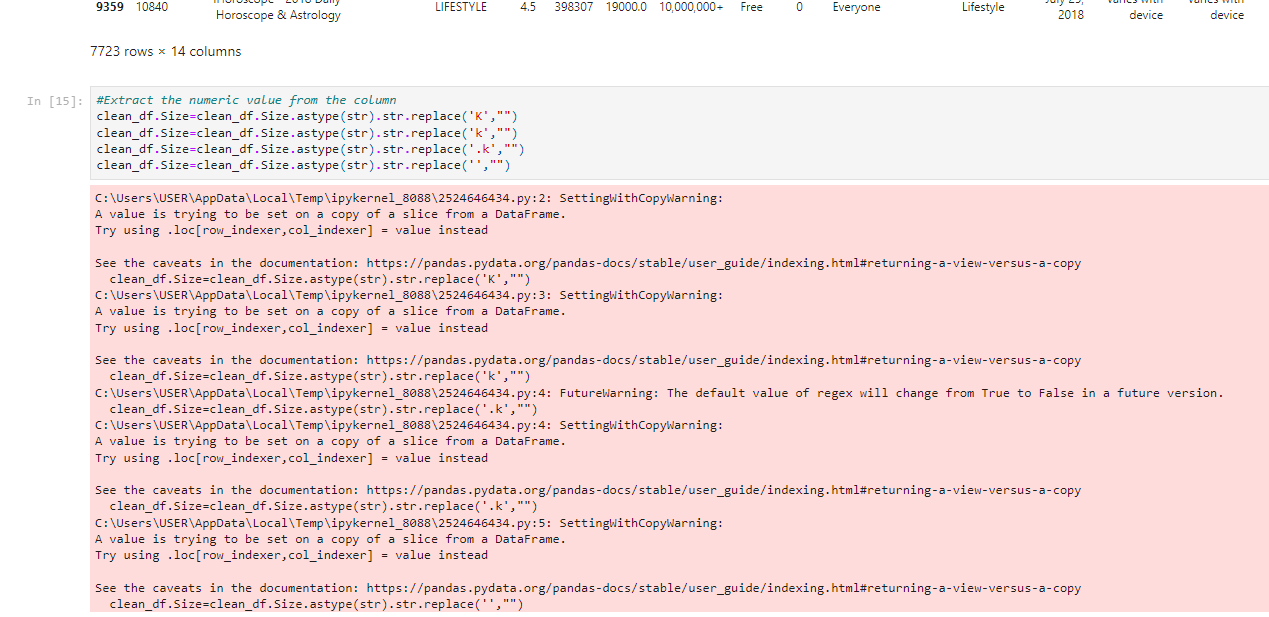 9359 10840 Horoscope & Astrology LIFESTYLE 4.5 398307 19000.0 10,000,000+ Free 0 Everyone Lifestyle 2018 device device
7723 rows × 14 columns
In [15]:
#Extract the numeric value from the column
clean_df.Size=clean_df.Size.astype(str).str.replace('K',"")
clean_df.Size=clean_df.Size.astype(str).str.replace('k',"")
clean_df.Size=clean_df.Size.astype(str).str.replace('.k',"")
clean_df.Size=clean_df.Size.astype(str).str.replace('',"")
C:\Users\USER\AppData\Local\Temp\ipykernel_8088\2524646434.py:2: SettingWithCopyWarning:
A value is trying to be set on a copy of a slice from a DataFrame.
Try using .loc[row_indexer,col_indexer] = value instead
See the caveats in the documentation: https://pandas.pydata.org/pandas-docs/stable/user_guide/indexing.html#returning-a-view-versus-a-copy
clean_df.Size=clean_df.Size.astype(str).str.replace('K',"")
C:\Users\USER\AppData\Local\Temp\ipykernel_8088\2524646434.py:3: SettingWithCopyWarning:
A value is trying to be set on a copy of a slice from a DataFrame.
Try using .loc[row_indexer,col_indexer] = value instead
See the caveats in the documentation: https://pandas.pydata.org/pandas-docs/stable/user_guide/indexing.html#returning-a-view-versus-a-copy
clean_df.Size=clean_df.Size.astype(str).str.replace('k',"")
C:\Users\USER\AppData\Local\Temp\ipykernel_8088\2524646434.py:4: FutureWarning: The default value of regex will change from True to False in a future version.
clean_df.Size=clean_df.Size.astype(str).str.replace('.k',"")
C:\Users\USER\AppData\Local\Temp\ipykernel_8088\2524646434.py:4: SettingWithCopyWarning:
A value is trying to be set on a copy of a slice from a DataFrame.
Try using .loc[row_indexer,col_indexer] = value instead
See the caveats in the documentation: https://pandas.pydata.org/pandas-docs/stable/user_guide/indexing.html#returning-a-view-versus-a-copy
clean_df.Size=clean_df.Size.astype(str).str.replace('.k',"")
C:\Users\USER\AppData\Local\Temp\ipykernel_8088\2524646434.py:5: SettingWithCopyWarning:
A value is trying to be set on a copy of a slice from a DataFrame.
Try using .loc[row_indexer,col_indexer] = value instead
See the caveats in the documentation: https://pandas.pydata.org/pandas-docs/stable/user_guide/indexing.html#returning-a-view-versus-a-copy
clean_df.Size=clean_df.Size.astype(str).str.replace('',"")